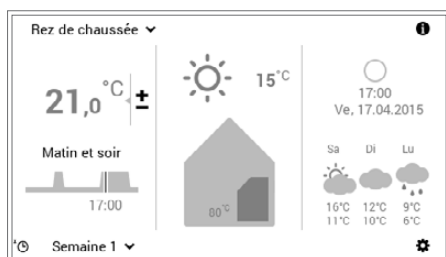 Rez de chaussée
21,0 °C ±
Matin et soir
17:00
Semaine 1
15°C
80°C
17:00
Ve, 17.04.2015
Sa Di Lu
16°C 12°C 9°C
11°C 10°C 6°C